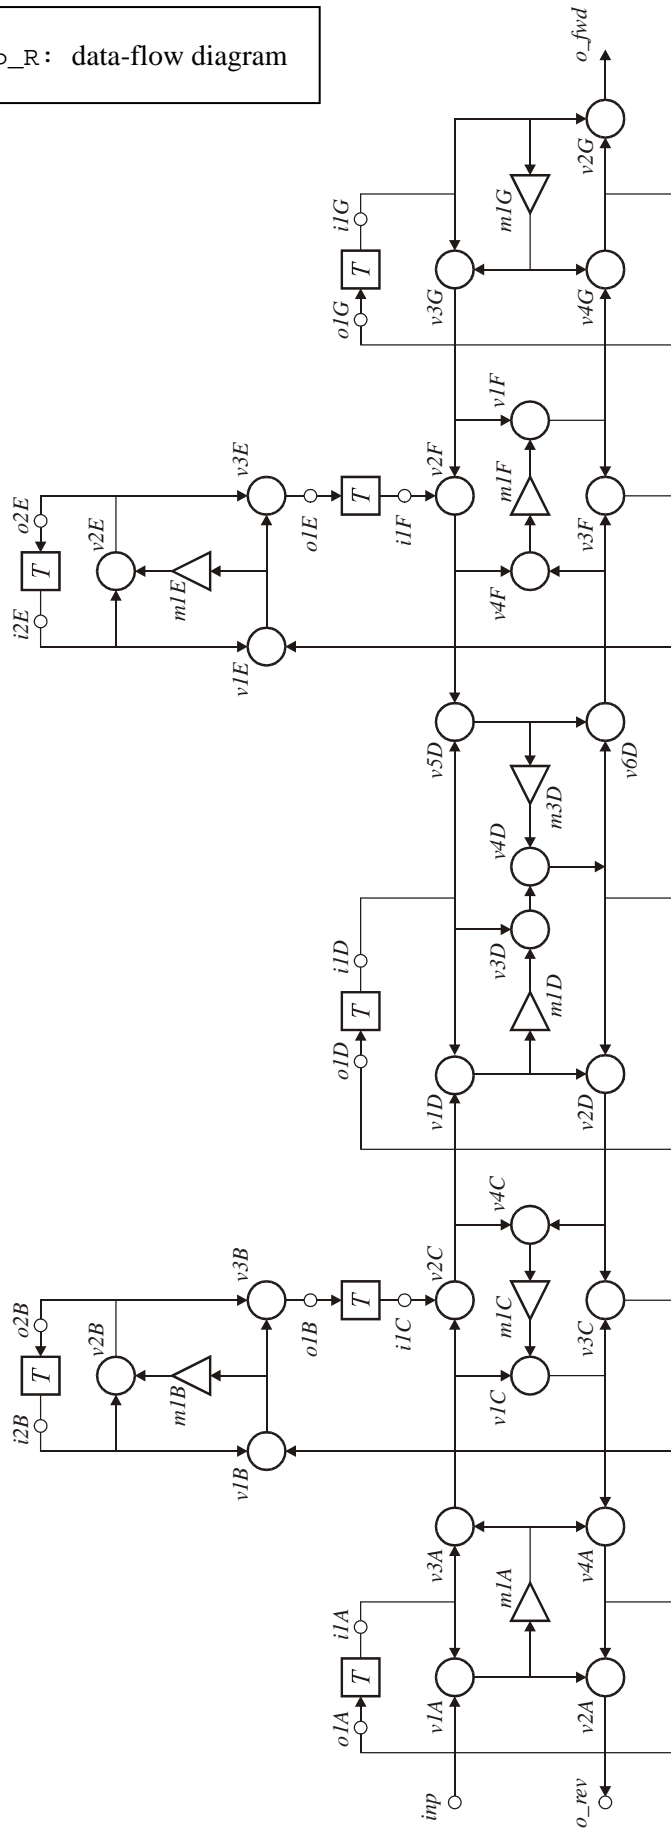 o_R: data-flow diagram
o_fwd
v2G
m1G
i1G
T
o1G
v3G
v4G
v1F
v2F
m1F
v3F
v4F
v3E
o2E
v2E
T
i2E
m1E
v1E
o1E
T
i1F
v5D
v6D
m3D
v4D
v3D
m1D
i1D
T
o1D
v1D
v2D
v4C
v2C
m1C
v3C
v1C
v3B
o2B
v2B
T
i2B
m1B
v1B
o1B
T
i1C
v3A
v4A
m1A
i1A
T
o1A
v1A
v2A
inp
o_rev